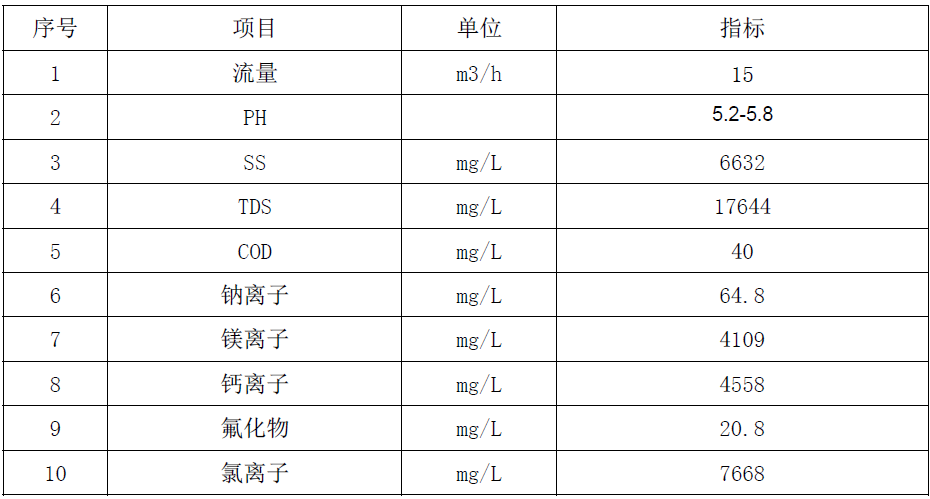 序号 项目 单位 指标
1 流量 m3/h 15
2 PH 5.2-5.8
3 SS mg/L 6632
4 TDS mg/L 17644
5 COD mg/L 40
6 钠离子 mg/L 64.8
7 镁离子 mg/L 4109
8 钙离子 mg/L 4558
9 氟化物 mg/L 20.8
10 氯离子 mg/L 7668